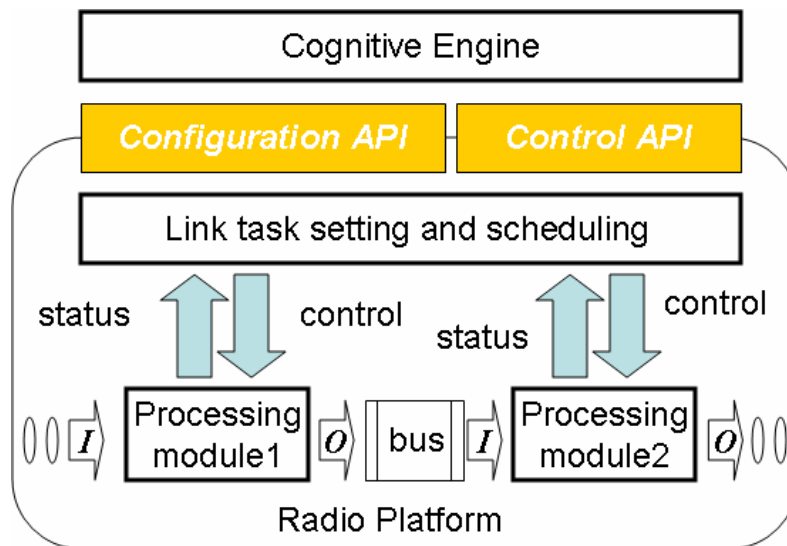 Cognitive Engine
Configuration API
Control API
Link task setting and scheduling
status
control
status
control
I
Processing
module1
O
bus
I
Processing
module2
O
Radio Platform